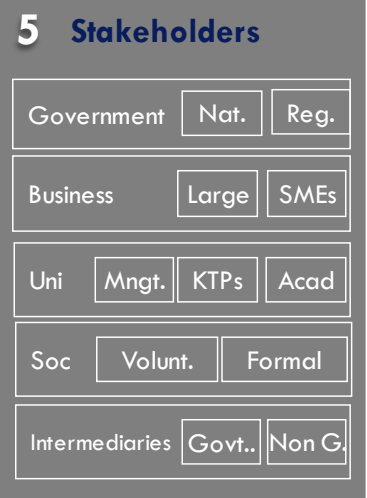 5 Stakeholders
Government Nat. Reg.
Business Large SMEs
Uni Mngt. KTPs Acad
Soc Volunt. Formal
Intermediaries Govt.. Non G.